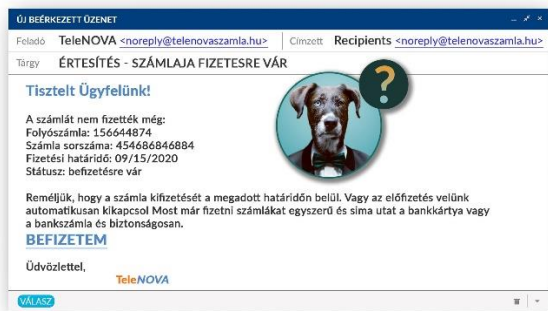 ÚJ BEÉRKEZETT ÜZENET
Feladó TeleNOVA <noreply@telenovaszamla.hu> Címzett Recipients <noreply@telenovaszamla.hu>
Tárgy ÉRTESÍTÉS - SZÁMLAJA FIZETESRE VÁR
Tisztelt Ügyfelünk!
?
A számlát nem fizették még:
Folyószámla: 156644874
Számla sorszáma: 454686846884
Fizetési határidő: 09/15/2020
Státusz: befizetésre vár
Reméljük, hogy a számla kifizetését a megadott határidőn belül. Vagy az előfizetés velünk
automatikusan kikapcsol Most már fizetni számlákat egyszerű és sima utat a bankkártya vagy
a bankszámla és biztonságosan.
BEFIZETEM
Üdvözlettel,
TeleNOVA
VÁLASZ